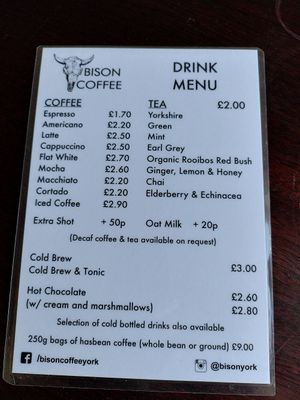 BISON
COFFEE
DRINK
MENU
COFFEE
Espresso £1.70
Americano £2.20
Latte £2.50
Cappuccino £2.50
Flat White £2.70
Mocha £2.60
Macchiato £2.20
Cortado £2.20
Iced Coffee £2.90
TEA £2.00
Yorkshire
Green
Mint
Earl Grey
Organic Rooibos Red Bush
Ginger, Lemon & Honey
Chai
Elderberry & Echinacea
Extra Shot + 50p Oat Milk + 20p
(Decaf coffee & tea available on request)
Cold Brew
Cold Brew & Tonic £3.00
Hot Chocolate £2.60
(w/ cream and marshmallows) £2.80
Selection of cold bottled drinks also available
250g bags of hasbean coffee (whole bean or ground) £9.00
f /bisoncoffeeyork @bisonyork